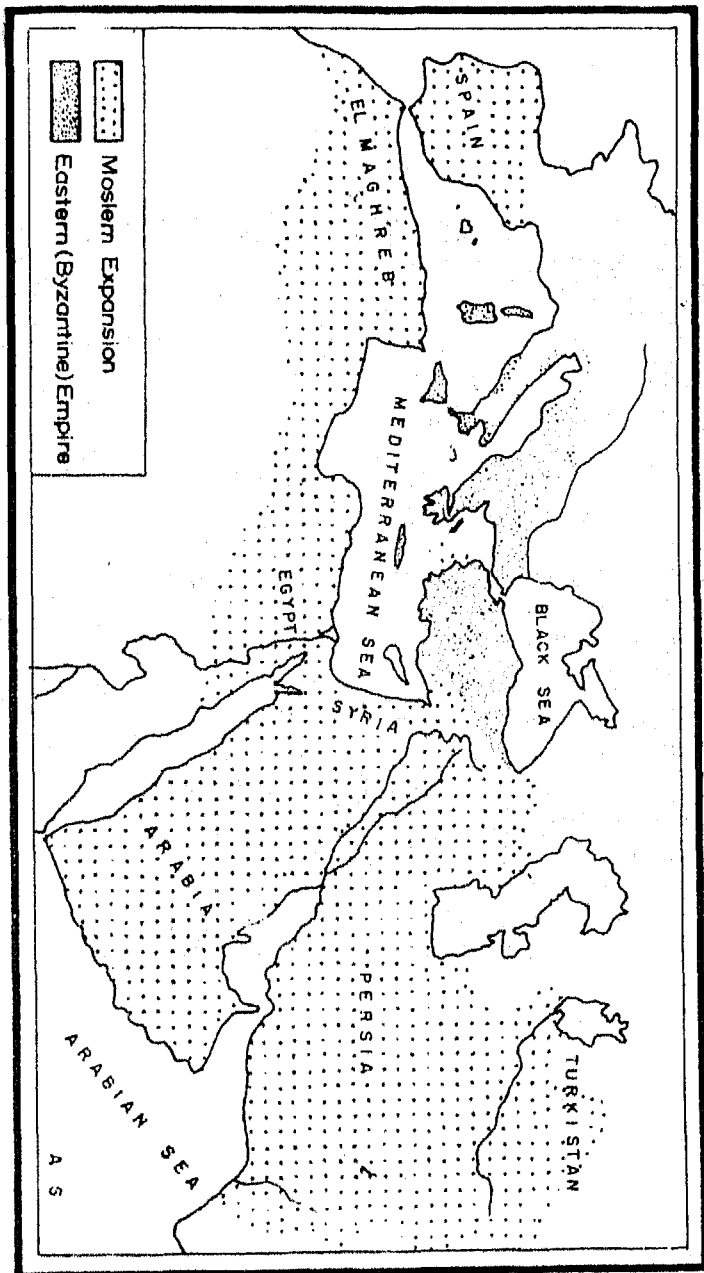 SPAIN
EL MAGHREB
MEDITERRANEAN SEA
BLACK SEA
EGYPT
SYRIA
ARABIA
PERSIA
TURKISTAN
ARABIAN SEA
A S
Moslem Expansion
Eastern (Byzantine) Empire